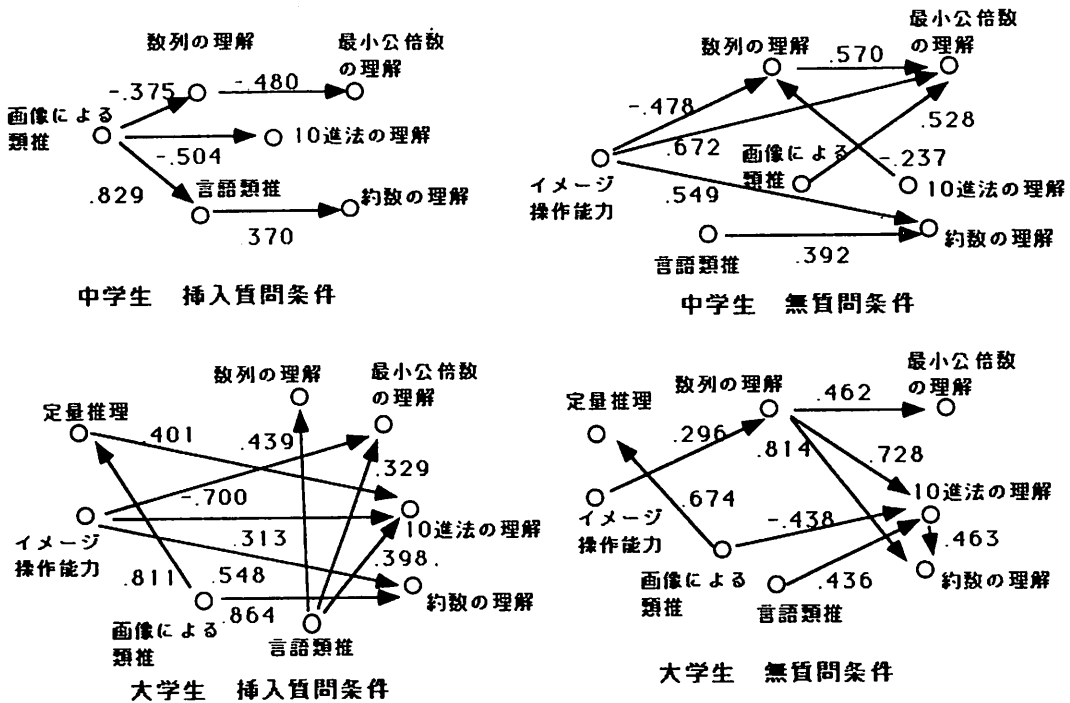 数列の理解
最小公倍数
の理解
-.375
-.480
画像による
類推
10進法の理解
-.504
.829
言語類推
約数の理解
.370
中学生 挿入質問条件
数列の理解
最小公倍数
の理解
.570
-.478
.528
.672
画像による
類推
-.237
イメージ
操作能力
.549
10進法の理解
約数の理解
言語類推
.392
中学生 無質問条件
数列の理解
最小公倍数
の理解
定量推理
.401
.439
.329
-.700
10進法の理解
イメージ
操作能力
.313
.398
.811
.548
約数の理解
.864
画像による
類推
言語類推
大学生 挿入質問条件
数列の理解
最小公倍数
の理解
定量推理
.462
.296
.814
.728
10進法の理解
.674
イメージ
操作能力
-.438
.463
画像による
類推
.436
約数の理解
言語類推
大学生 無質問条件